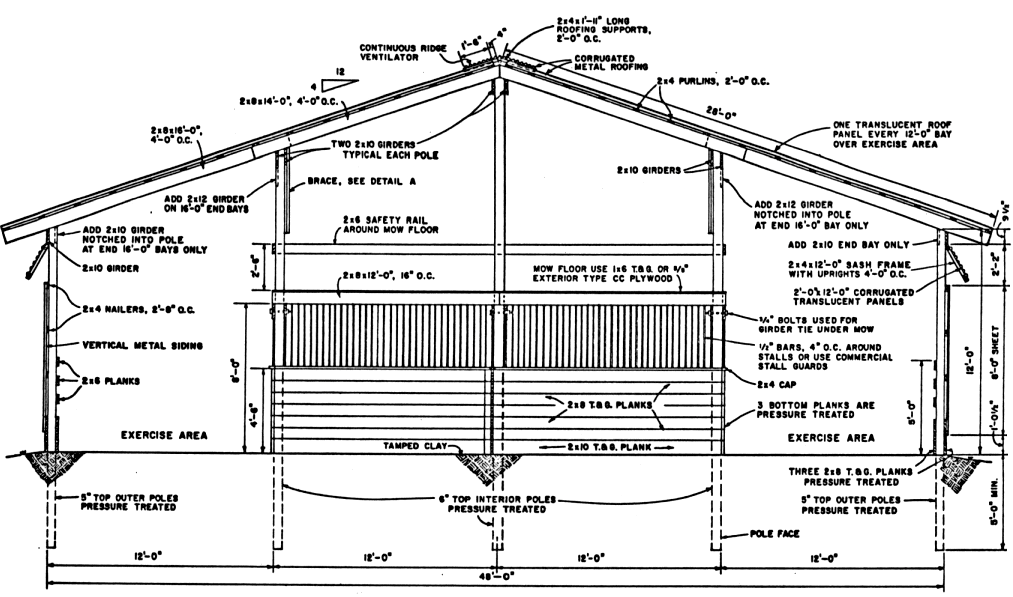 2x4x1'-11" LONG
ROOFING SUPPORTS,
2'-0" O.C.
4"
1'-6"
CONTINUOUS RIDGE
VENTILATOR
CORRUGATED
METAL ROOFING
12
4
2x4 PURLINS, 2'-0" O.C.
2x8x14'-0", 4'-0" O.C.
28'-0"
2x8x16'-0",
4'-0" O.C.
ONE TRANSLUCENT ROOF
PANEL EVERY 12'-0" BAY
OVER EXERCISE AREA
TWO 2x10 GIRDERS
TYPICAL EACH POLE
2x10 GIRDERS
BRACE, SEE DETAIL A
ADD 2x12 GIRDER
ON 16'-0" END BAYS
ADD 2x12 GIRDER
NOTCHED INTO POLE
AT END 16'-0" BAY ONLY
9 1/2"
2x6 SAFETY RAIL
AROUND MOW FLOOR
ADD 2x10 GIRDER
NOTCHED INTO POLE
AT END 16'-0" BAYS ONLY
ADD 2x10 END BAY ONLY
2x10 GIRDER
2'-6"
2x8x12'-0", 16" O.C.
MOW FLOOR USE 1x6 T.&G. OR 5/8"
EXTERIOR TYPE CC PLYWOOD
2x4x12'-0" SASH FRAME
WITH UPRIGHTS 4'-0" O.C.
2'-2"
2'-0"x12'-0" CORRUGATED
TRANSLUCENT PANELS
2x4 NAILERS, 2'-8" O.C.
3/4" BOLTS USED FOR
GIRDER TIE UNDER MOW
VERTICAL METAL SIDING
1/2" BARS, 4" O.C. AROUND
STALLS OR USE COMMERCIAL
STALL GUARDS
8'-0"
12'-0"
8'-0" SHEET
2x6 PLANKS
2x4 CAP
4'-6"
2x8 T.&G. PLANKS
3 BOTTOM PLANKS ARE
PRESSURE TREATED
5'-0"
1'-0 1/2"
EXERCISE AREA
TAMPED CLAY
2x10 T.&G. PLANK
EXERCISE AREA
THREE 2x8 T.&G. PLANKS
PRESSURE TREATED
5" TOP OUTER POLES
PRESSURE TREATED
6" TOP INTERIOR POLES
PRESSURE TREATED
5" TOP OUTER POLES
PRESSURE TREATED
5'-0" MIN.
POLE FACE
12'-0"
12'-0"
12'-0"
12'-0"
48'-0"